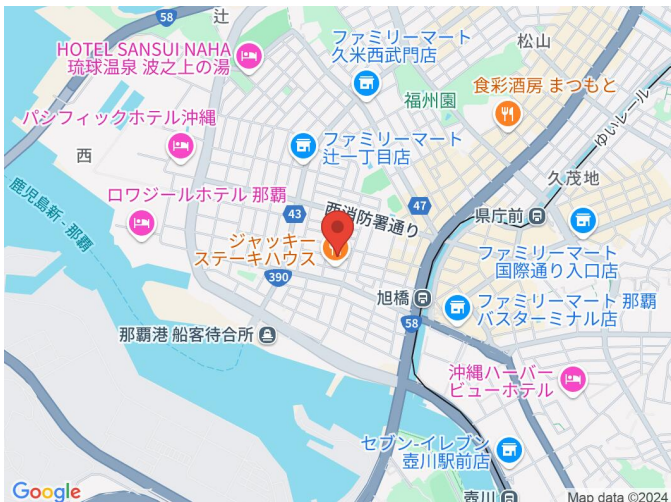 58
辻
松山
HOTEL SANSUI NAHA
琉球温泉 波之上の湯
ファミリーマート
久米西武門店
食彩酒房 まつもと
福州園
パシフィックホテル沖縄
ファミリーマート
辻一丁目店
ゆいレール
西
久茂地
ロワジールホテル 那覇
鹿児島新 - 那覇
43
西消防署通り
47
県庁前
ジャッキー
ステーキハウス
ファミリーマート
国際通り入口店
390
旭橋
58
ファミリーマート 那覇
バスターミナル店
那覇港 船客待合所
沖縄ハーバー
ビューホテル
セブン-イレブン
壺川駅前店
壺川
Google
Map data ©2024